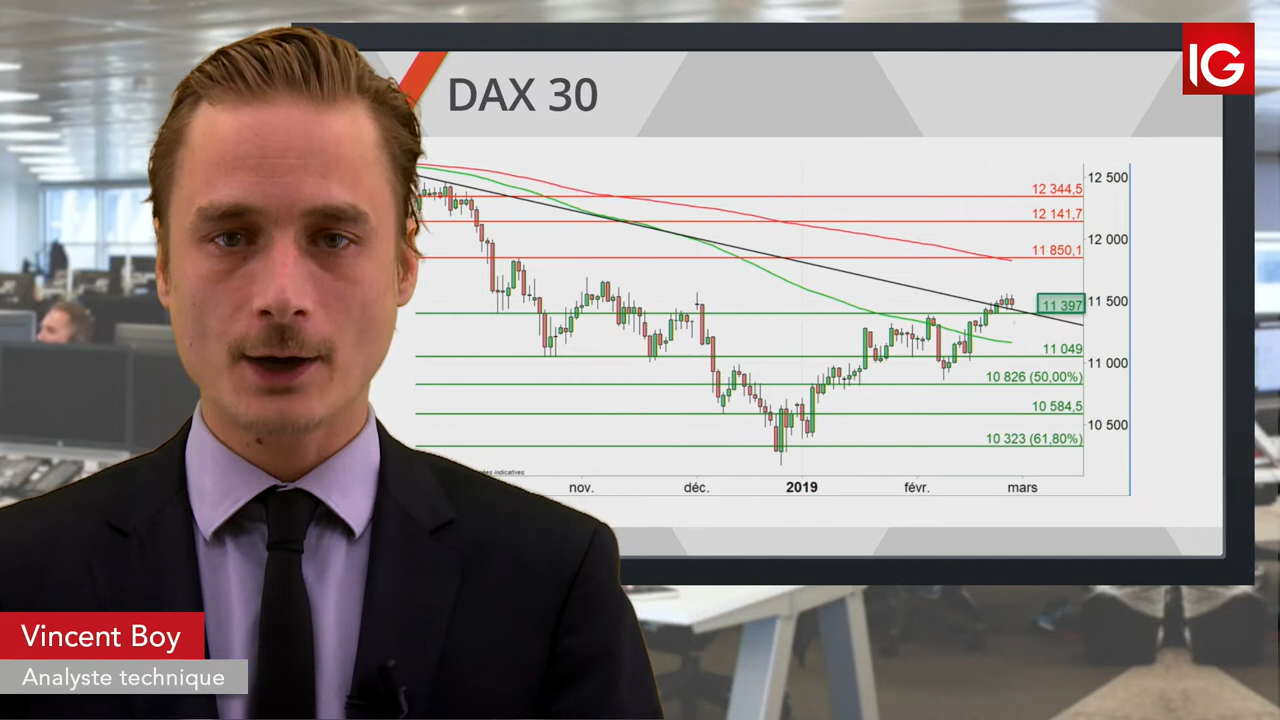 IG
DAX 30
12 500
12 344,5
12 141,7
12 000
11 850,1
11 500
11 397
11 049
11 000
10 826 (50,00%)
10 584,5
10 500
10 323 (61,80%)
indicatives
nov.
déc.
2019
févr.
mars
Vincent Boy
Analyste technique